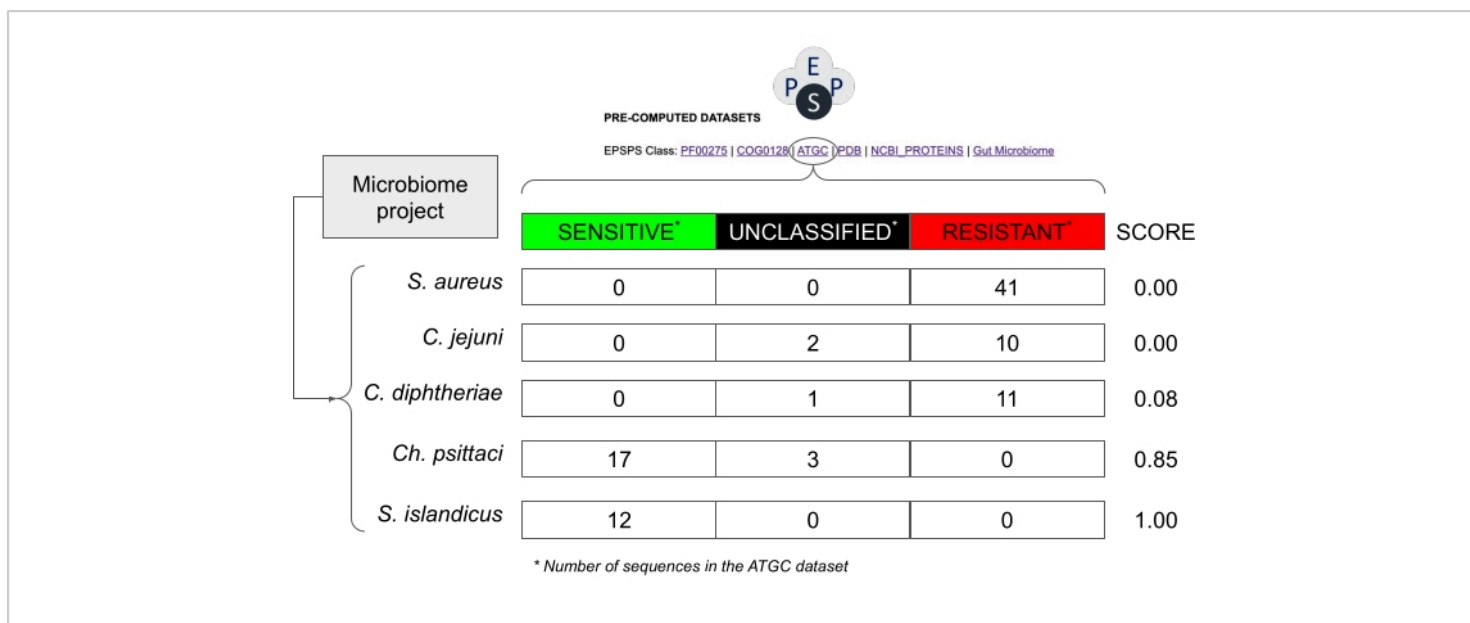 E
P P
S
PRE-COMPUTED DATASETS
EPSPS Class: PF00275 | COG0128 | ATGC | PDB | NCBI_PROTEINS | Gut Microbiome
Microbiome
project
SENSITIVE* UNCLASSIFIED* RESISTANT* SCORE
S. aureus 0 0 41 0.00
C. jejuni 0 2 10 0.00
C. diphtheriae 0 1 11 0.08
Ch. psittaci 17 3 0 0.85
S. islandicus 12 0 0 1.00
* Number of sequences in the ATGC dataset